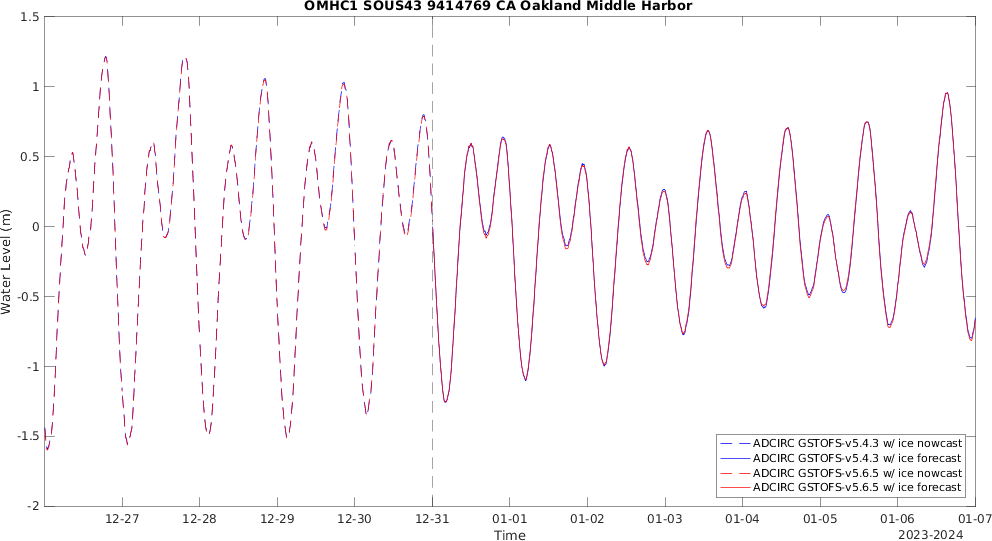 OMHC1 SOUS43 9414769 CA Oakland Middle Harbor
1.5
1
0.5
0
-0.5
-1
-1.5
-2
Water Level (m)
12-27 12-28 12-29 12-30 12-31 01-01 01-02 01-03 01-04 01-05 01-06 01-07
Time
2023-2024
ADCIRC GSTOFS-v5.4.3 w/ ice nowcast
ADCIRC GSTOFS-v5.4.3 w/ ice forecast
ADCIRC GSTOFS-v5.6.5 w/ ice nowcast
ADCIRC GSTOFS-v5.6.5 w/ ice forecast